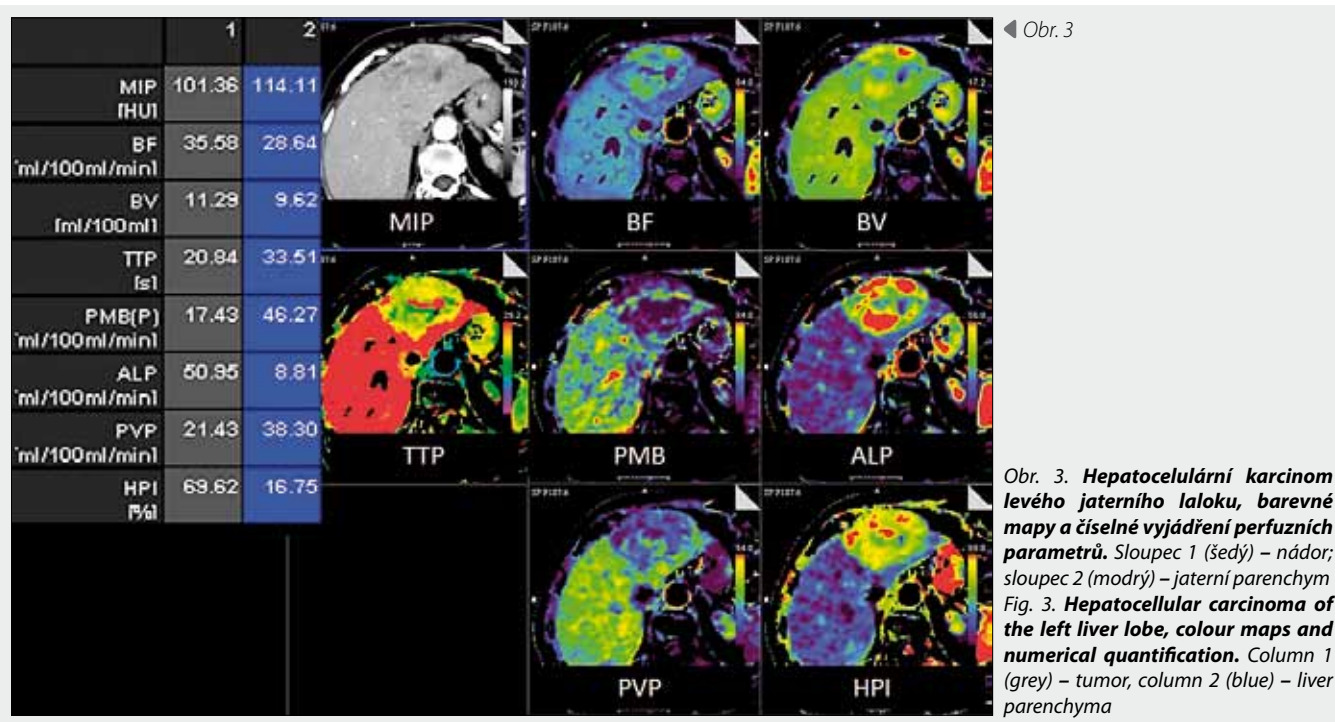 1 2
MIP 101.36 114.11
[HU]
BF 35.58 28.64
ml/100ml/min]
BV 11.29 9.62
[ml/100ml]
TTP 20.84 33.51
[s]
PMB(P) 17.43 46.27
ml/100ml/min]
ALP 50.95 8.81
ml/100ml/min]
PVP 21.43 38.30
ml/100ml/min]
HPI 69.62 16.75
[%]
MIP BF BV
TTP PMB ALP
PVP HPI
◀ Obr. 3
Obr. 3. Hepatocelulární karcinom
levého jaterního laloku, barevné
mapy a číselné vyjádření perfuzních
parametrů. Sloupec 1 (šedý) – nádor;
sloupec 2 (modrý) – jaterní parenchym
Fig. 3. Hepatocellular carcinoma of
the left liver lobe, colour maps and
numerical quantification. Column 1
(grey) – tumor, column 2 (blue) – liver
parenchyma